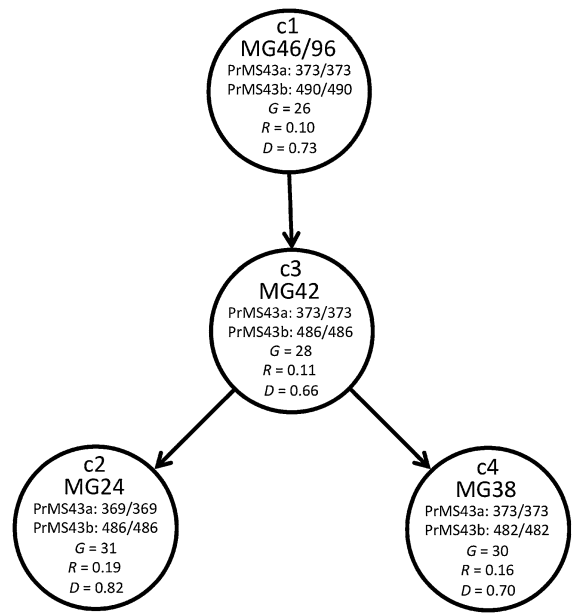 c1
MG46/96
PrMS43a: 373/373
PrMS43b: 490/490
G = 26
R = 0.10
D = 0.73
c3
MG42
PrMS43a: 373/373
PrMS43b: 486/486
G = 28
R = 0.11
D = 0.66
c2
MG24
PrMS43a: 369/369
PrMS43b: 486/486
G = 31
R = 0.19
D = 0.82
c4
MG38
PrMS43a: 373/373
PrMS43b: 482/482
G = 30
R = 0.16
D = 0.70